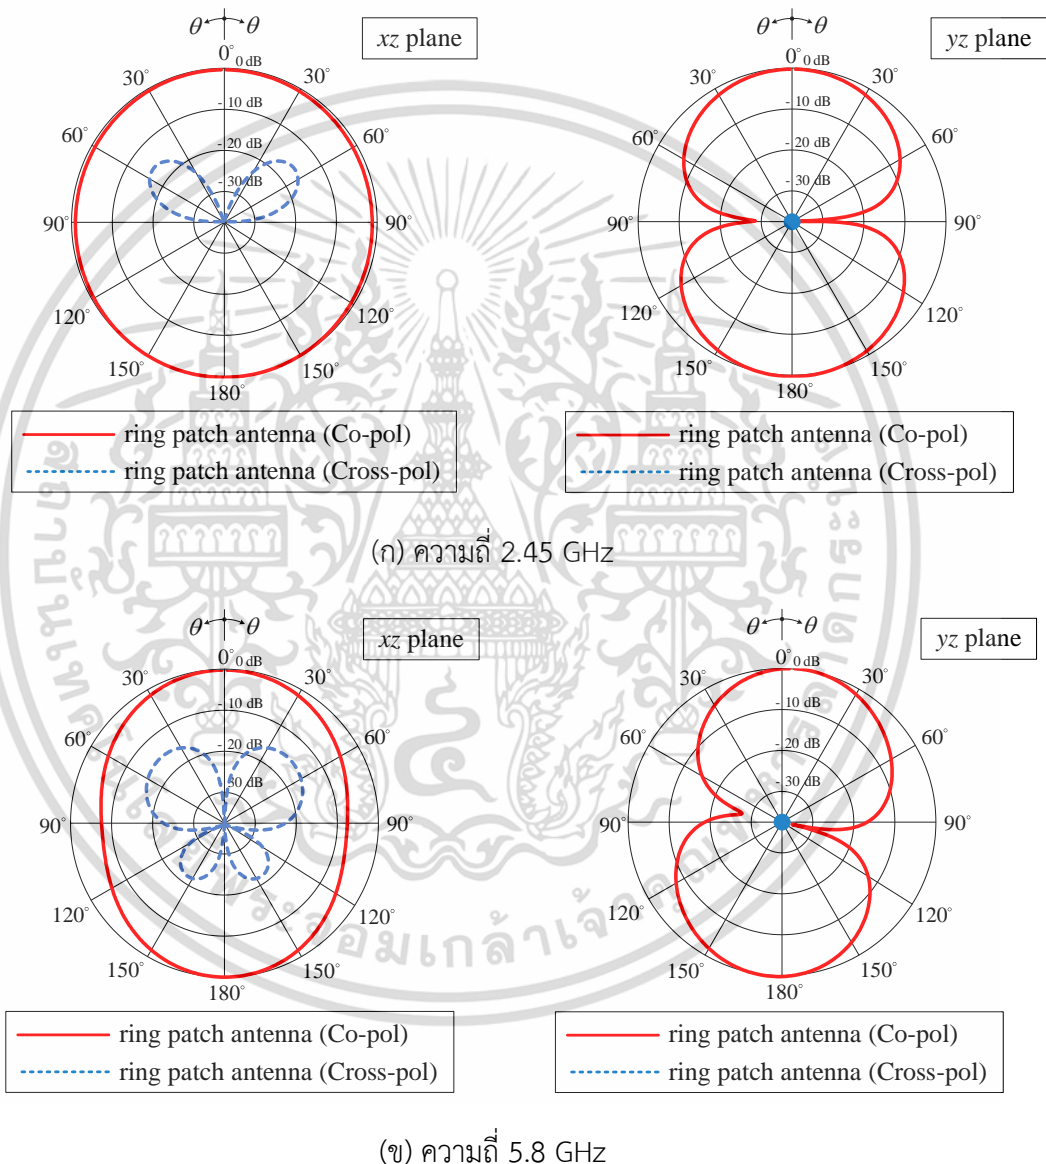 θ θ
xz plane
0° 0 dB
30° 30°
- 10 dB
60° 60°
- 20 dB
- 30 dB
90° 90°
120° 120°
150° 150°
180°
ring patch antenna (Co-pol)
ring patch antenna (Cross-pol)
θ θ
yz plane
0° 0 dB
30° 30°
- 10 dB
60° 60°
- 20 dB
- 30 dB
90° 90°
120° 120°
150° 150°
180°
ring patch antenna (Co-pol)
ring patch antenna (Cross-pol)
(ก) ความถี่ 2.45 GHz
θ θ
xz plane
0° 0 dB
30° 30°
- 10 dB
60° 60°
- 20 dB
30 dB
90° 90°
120° 120°
150° 150°
180°
ring patch antenna (Co-pol)
ring patch antenna (Cross-pol)
θ θ
yz plane
0° 0 dB
30° 30°
- 10 dB
60° 60°
- 20 dB
- 30 dB
90° 90°
120° 120°
150° 150°
180°
ring patch antenna (Co-pol)
ring patch antenna (Cross-pol)
(ข) ความถี่ 5.8 GHz